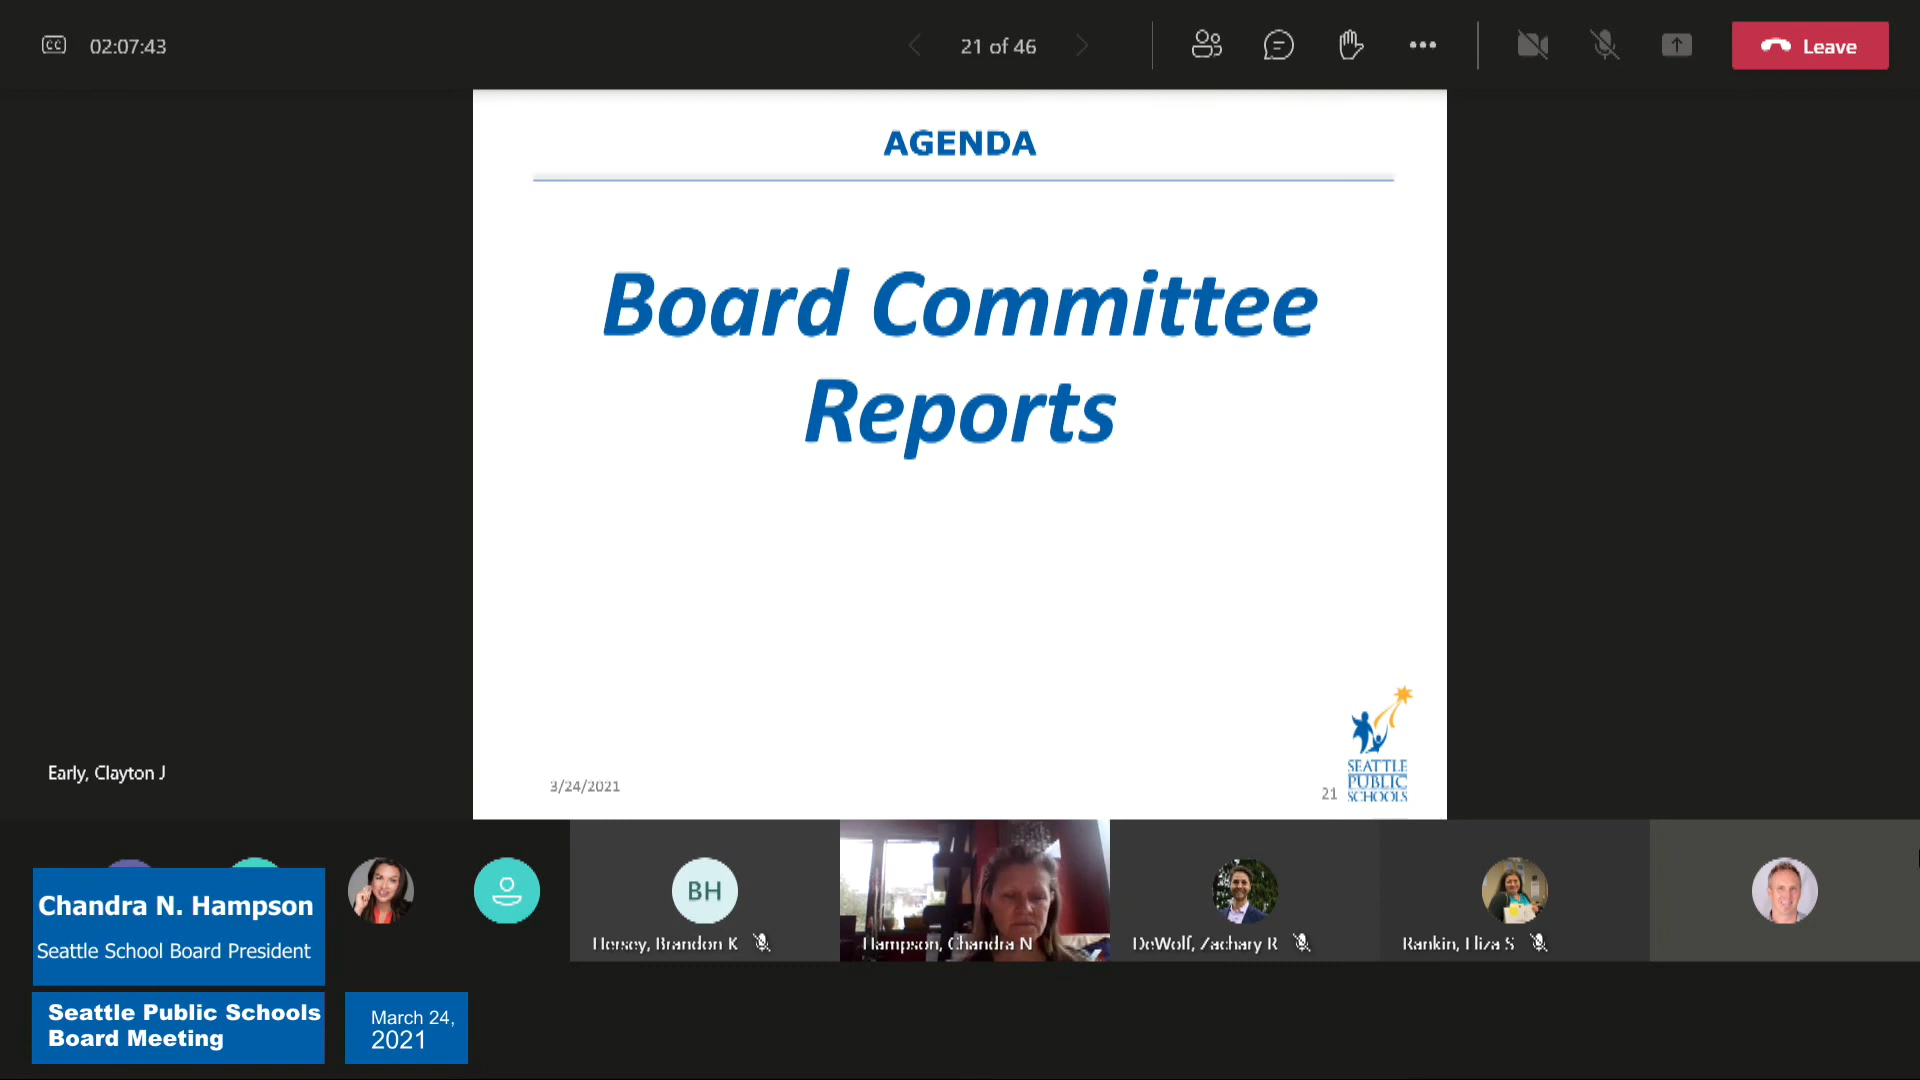 CC 02:07:43
21 of 46
Leave
AGENDA
Board Committee
Reports
Early, Clayton J
3/24/2021
21
SEATTLE
PUBLIC
SCHOOLS
BH
Hersey, Brandon K
Hampson, Chandra N
DeWolf, Zachary R
Rankin, Eliza S
Chandra N. Hampson
Seattle School Board President
Seattle Public Schools
Board Meeting
March 24,
2021